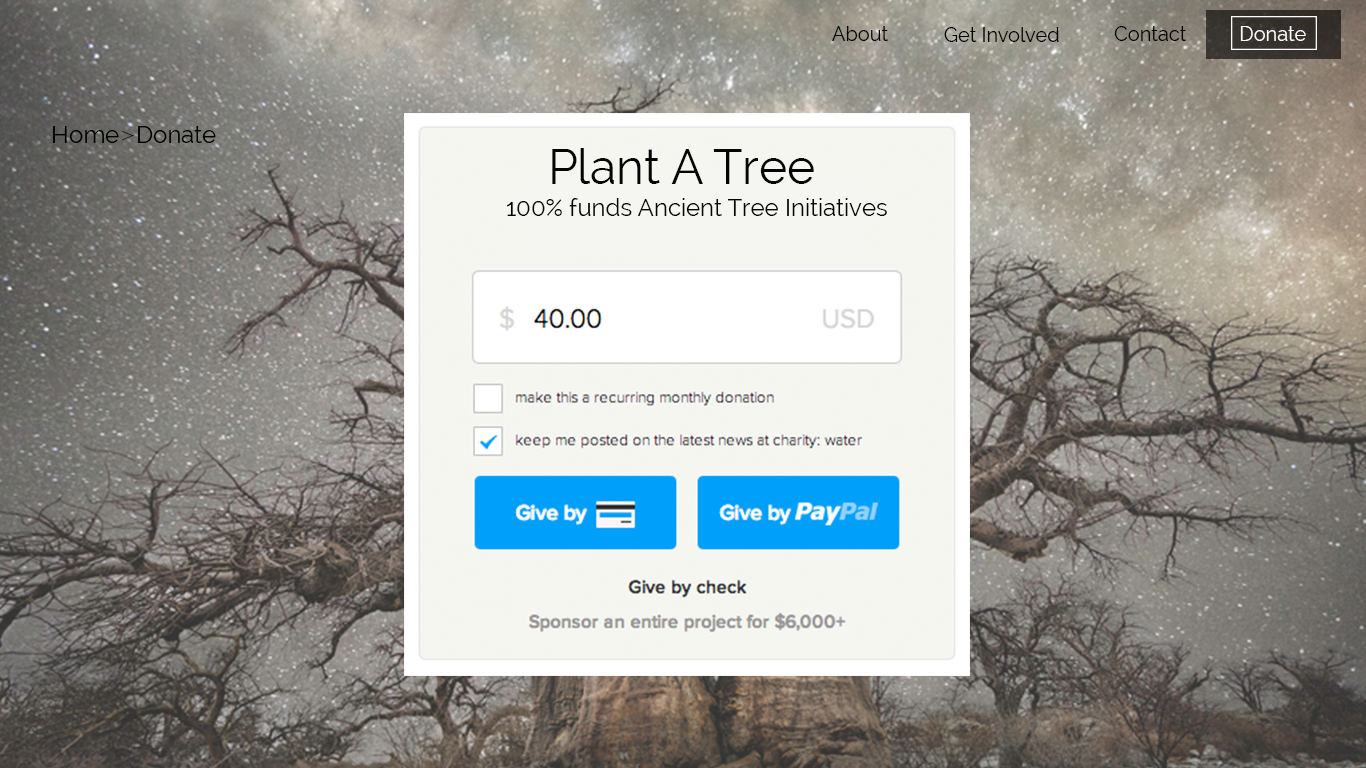 About Get Involved Contact Donate
Home>Donate
Plant A Tree
100% funds Ancient Tree Initiatives
$ 40.00 USD
make this a recurring monthly donation
keep me posted on the latest news at charity: water
Give by Give by PayPal
Give by check
Sponsor an entire project for $6,000+